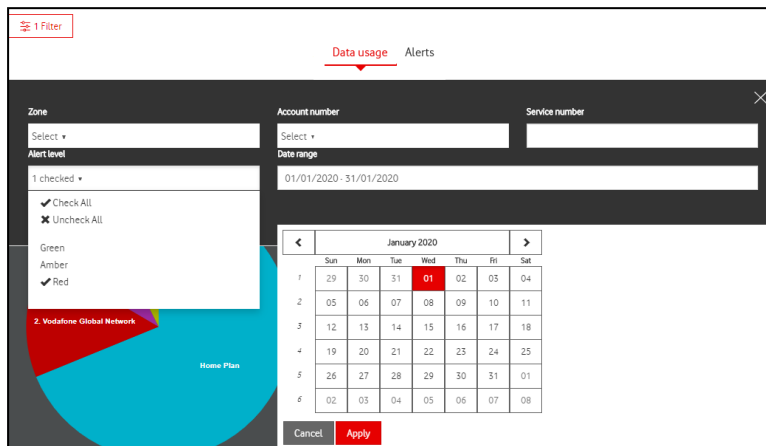 1 Filter
Data usage Alerts
Zone Account number Service number
Select Select
Alert level Date range
1 checked 01/01/2020 - 31/01/2020
Check All
Uncheck All
Green
Amber
Red
January 2020
Sun Mon Tue Wed Thu Fri Sat
1 29 30 31 01 02 03 04
2 05 06 07 08 09 10 11
3 12 13 14 15 16 17 18
4 19 20 21 22 23 24 25
5 26 27 28 29 30 31 01
6 02 03 04 05 06 07 08
2. Vodafone Global Network
Home Plan
Cancel Apply